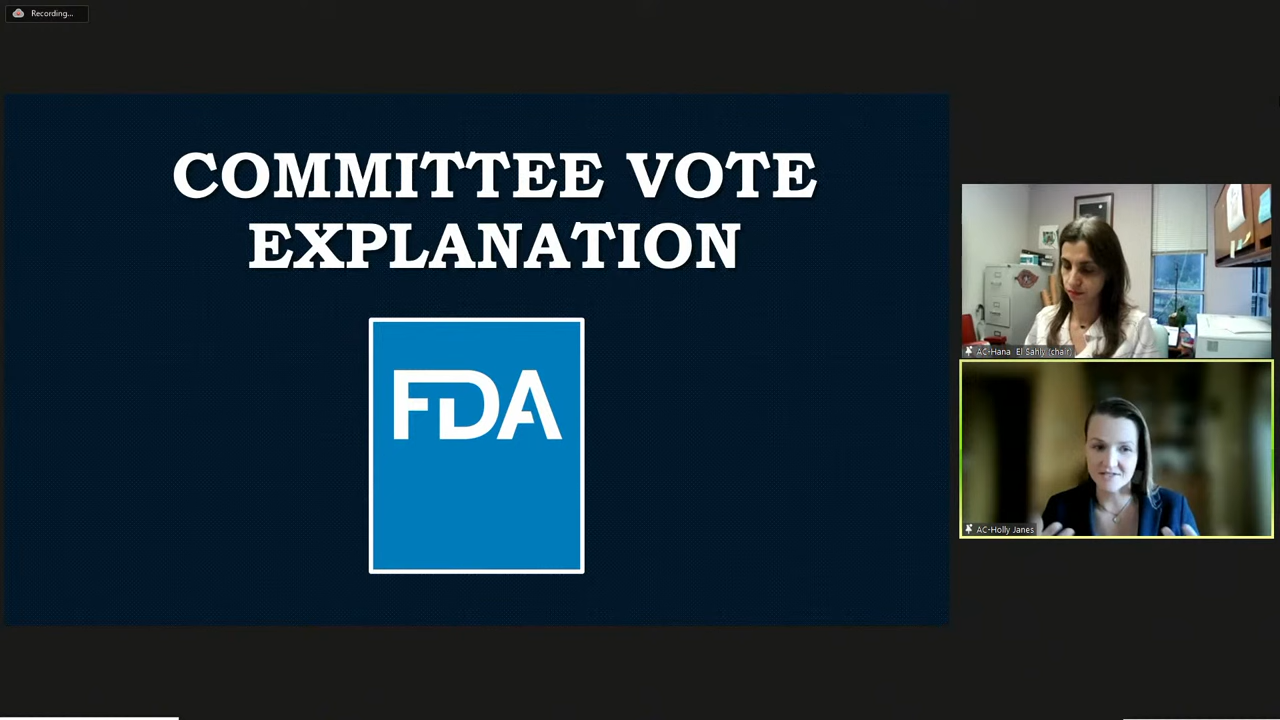 Recording...
COMMITTEE VOTE
EXPLANATION
FDA
AC-Hana El Sahly (chair)
AC-Holly Janes